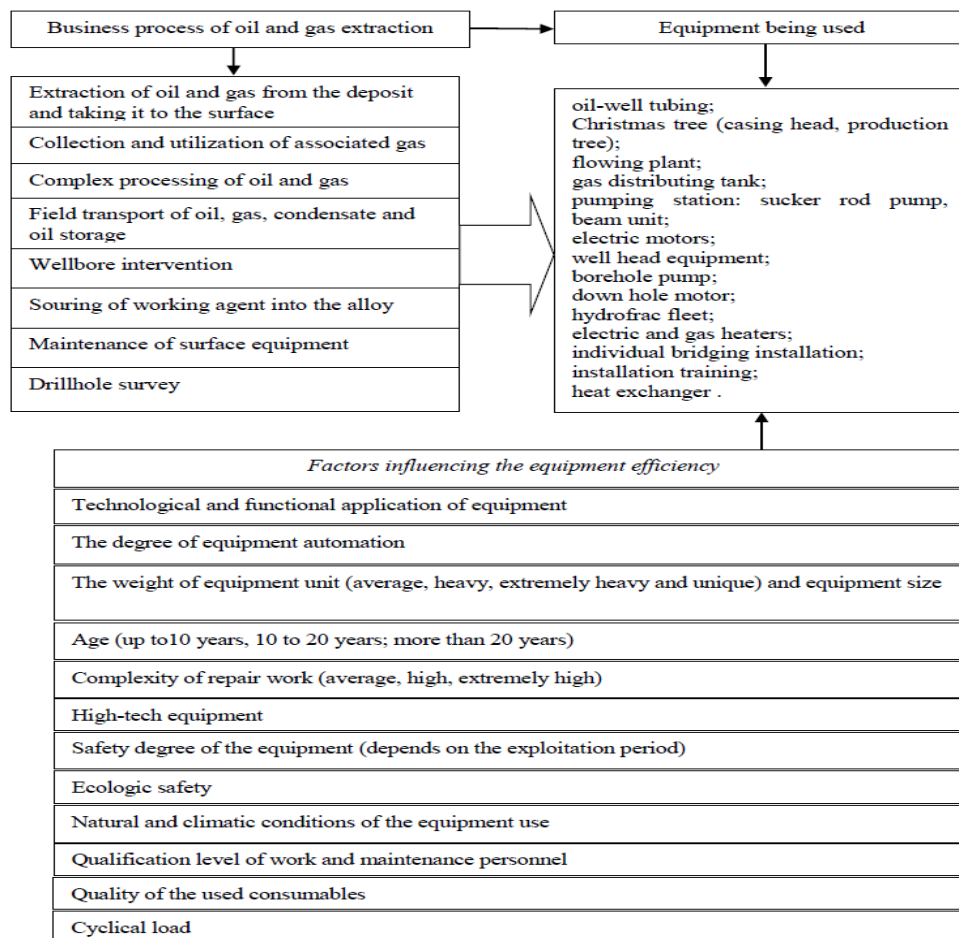 Business process of oil and gas extraction
Equipment being used
Extraction of oil and gas from the deposit
and taking it to the surface
Collection and utilization of associated gas
Complex processing of oil and gas
Field transport of oil, gas, condensate and
oil storage
Wellbore intervention
Souring of working agent into the alloy
Maintenance of surface equipment
Drillhole survey
oil-well tubing;
Christmas tree (casing head, production
tree);
flowing plant;
gas distributing tank;
pumping station: sucker rod pump,
beam unit;
electric motors;
well head equipment;
borehole pump;
down hole motor;
hydrofrac fleet;
electric and gas heaters;
individual bridging installation;
installation training;
heat exchanger .
Factors influencing the equipment efficiency
Technological and functional application of equipment
The degree of equipment automation
The weight of equipment unit (average, heavy, extremely heavy and unique) and equipment size
Age (up to10 years, 10 to 20 years; more than 20 years)
Complexity of repair work (average, high, extremely high)
High-tech equipment
Safety degree of the equipment (depends on the exploitation period)
Ecologic safety
Natural and climatic conditions of the equipment use
Qualification level of work and maintenance personnel
Quality of the used consumables
Cyclical load